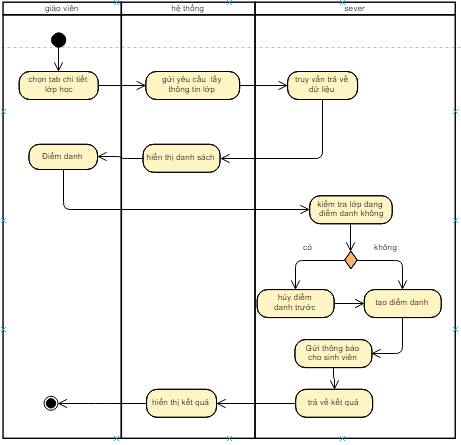 giáo viên
hệ thống
sever
chọn tab chi tiết
lớp học
gửi yêu cầu lấy
thông tin lớp
truy vấn trả về
dữ liệu
Điểm danh
hiển thị danh sách
kiểm tra lớp đang
điểm danh không
có
không
hủy điểm
danh trước
tạo điểm danh
Gửi thông báo
cho sinh viên
hiển thị kết quả
trả về kết quả